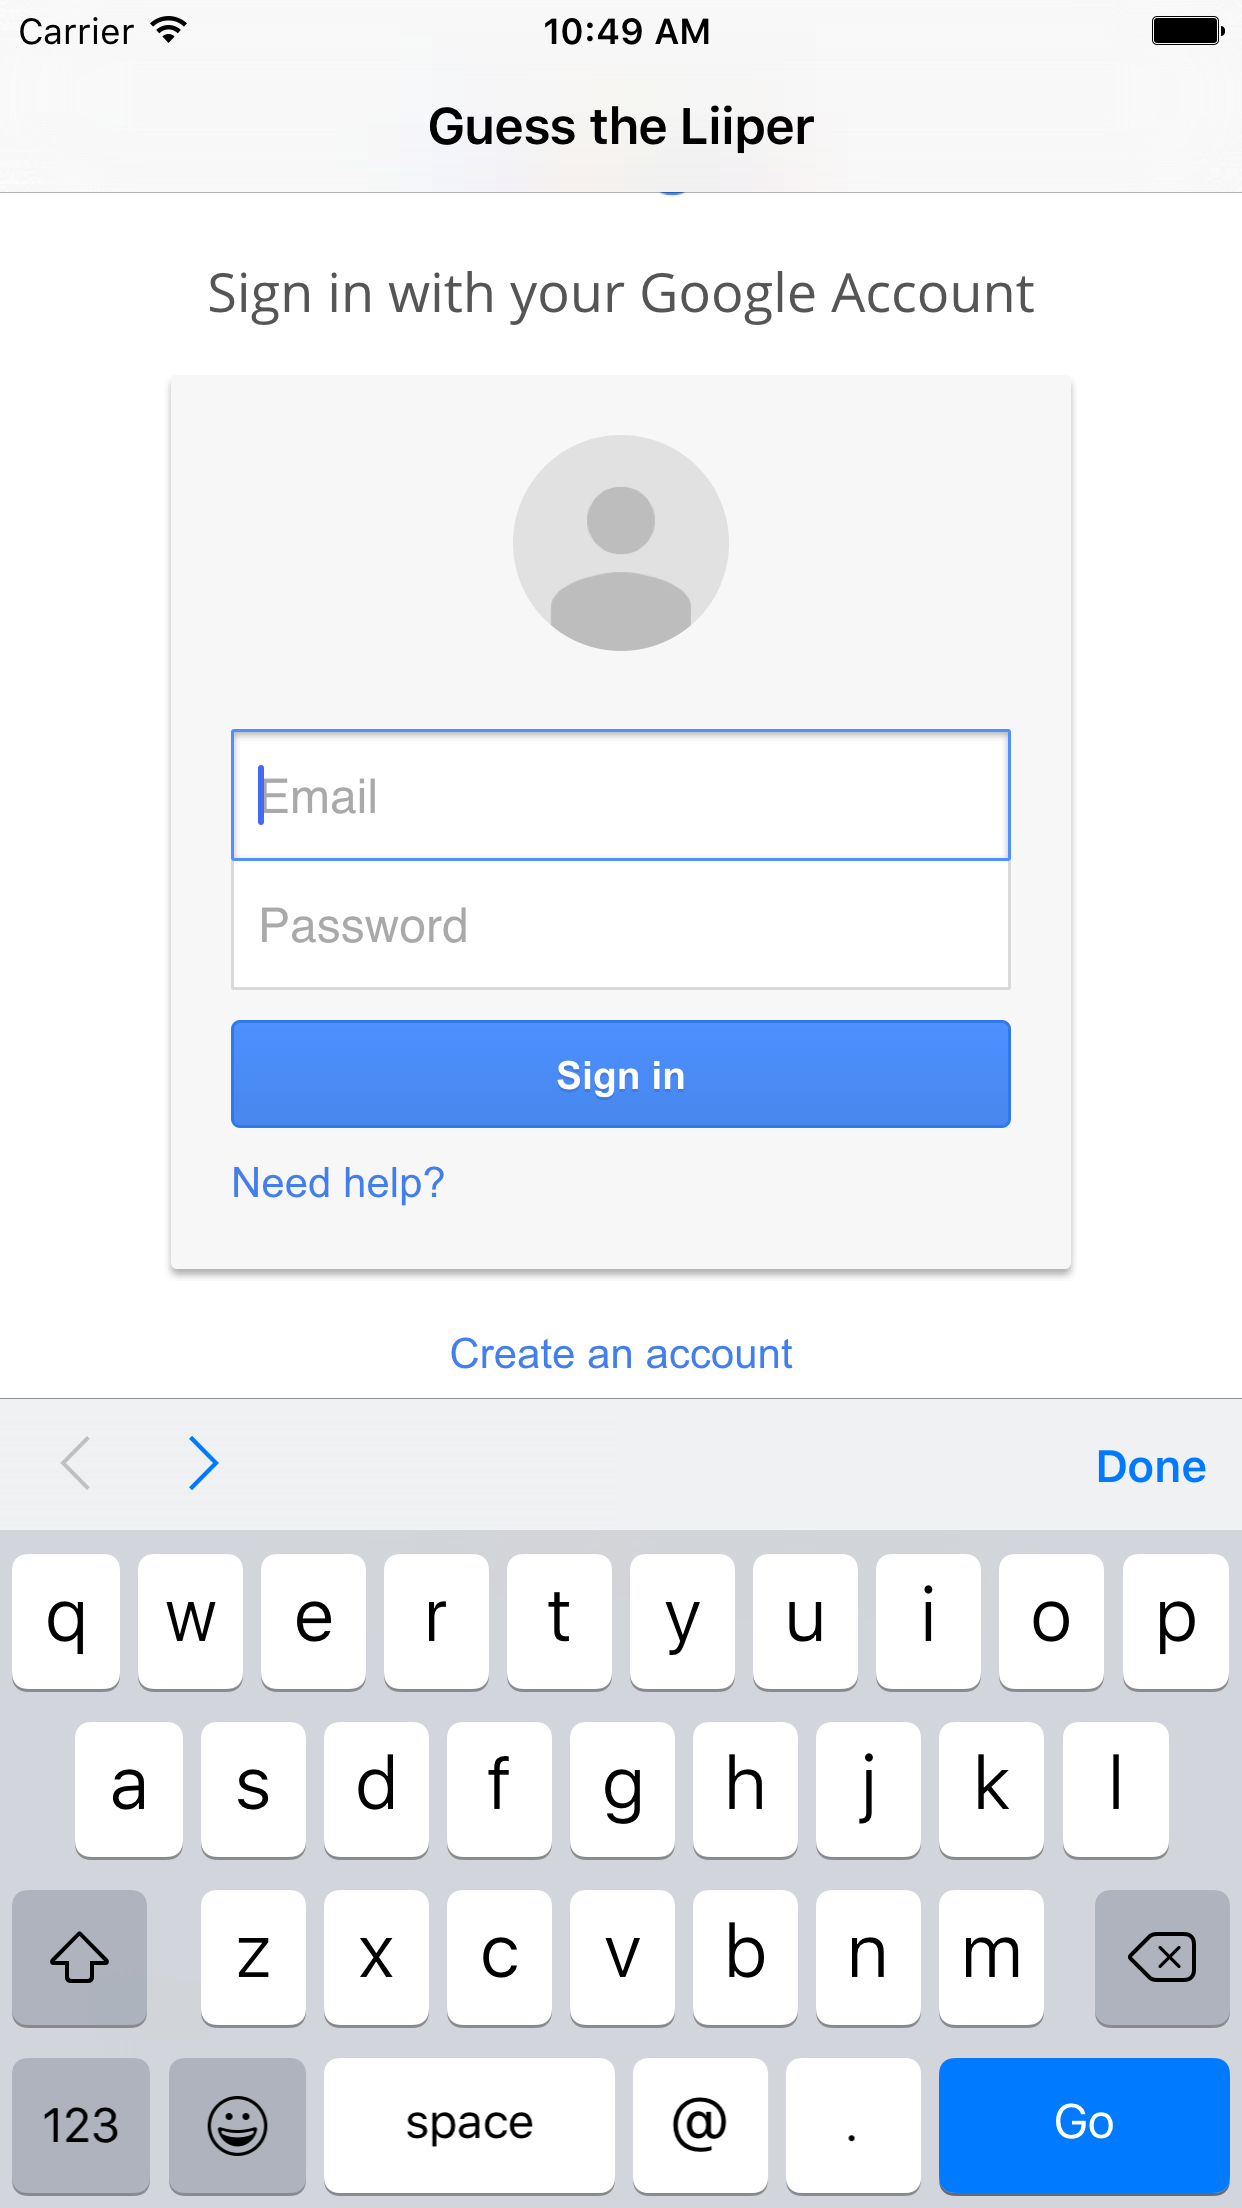 Carrier 10:49 AM
Guess the Liiper
Sign in with your Google Account
Email
Password
Sign in
Need help?
Create an account
Done
q w e r t y u i o p
a s d f g h j k l
z x c v b n m
123 space @ . Go